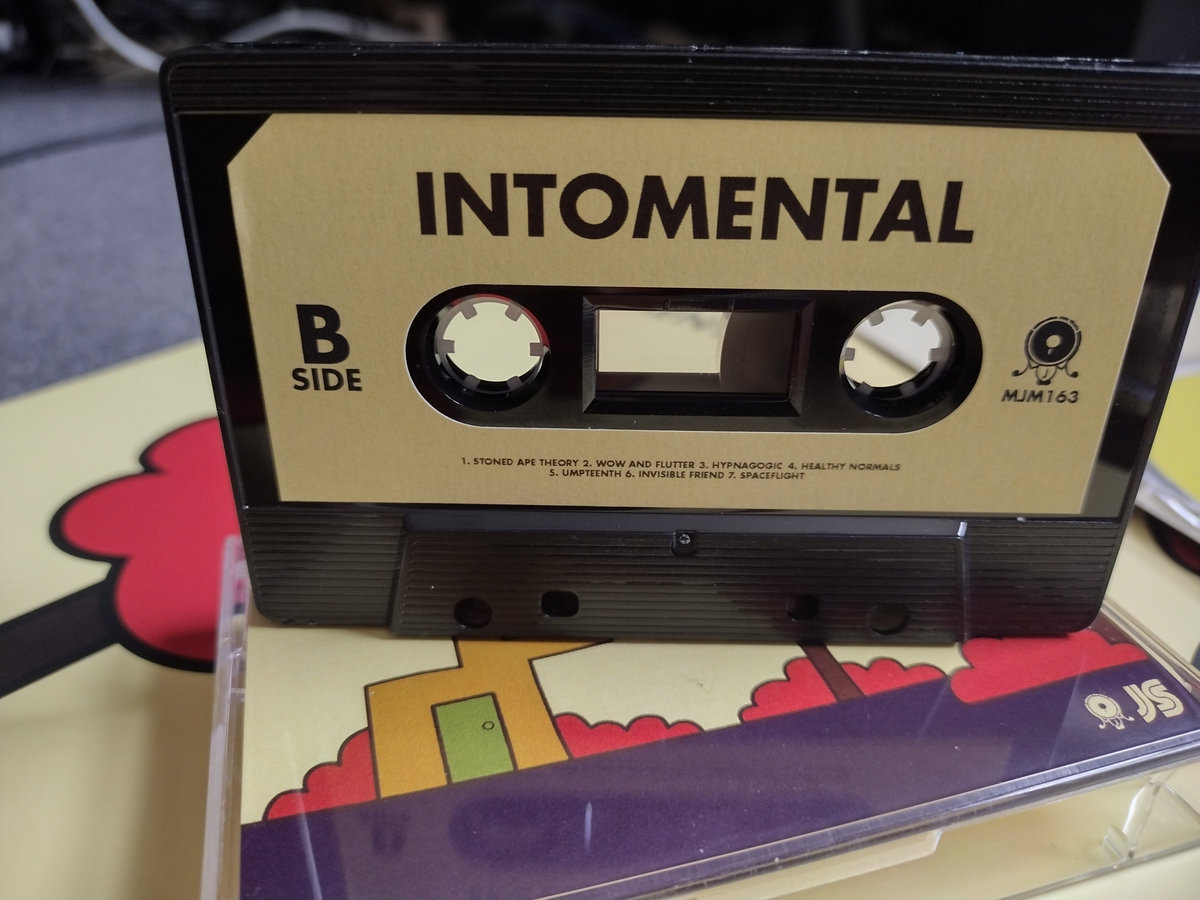 INTOMENTAL
B
SIDE
MJM163
1. STONED APE THEORY 2. WOW AND FLUTTER 3. HYPNAGOGIC 4. HEALTHY NORMALS
5. UMPTEENTH 6. INVISIBLE FRIEND 7. SPACEFLIGHT
JS